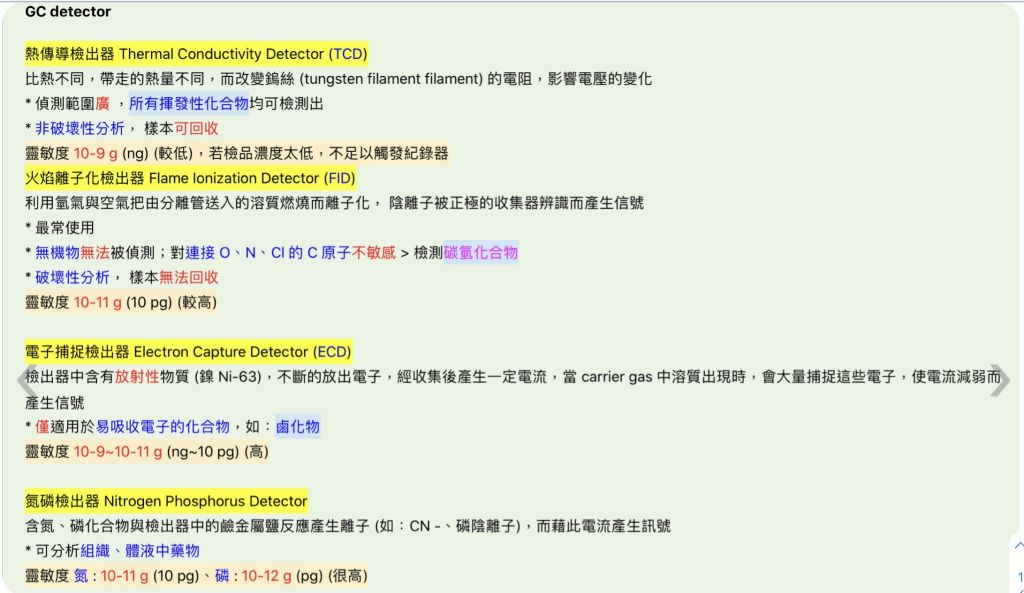 GC detector
熱傳導檢出器 Thermal Conductivity Detector (TCD)
比熱不同，帶走的熱量不同，而改變鎢絲 (tungsten filament filament) 的電阻，影響電壓的變化
* 偵測範圍廣 ，所有揮發性化合物均可檢測出
* 非破壞性分析， 樣本可回收
靈敏度 10-9 g (ng) (較低)，若檢品濃度太低，不足以觸發紀錄器
火焰離子化檢出器 Flame Ionization Detector (FID)
利用氫氣與空氣把由分離管送入的溶質燃燒而離子化， 陰離子被正極的收集器辨識而產生信號
* 最常使用
* 無機物無法被偵測；對連接 O、N、Cl 的 C 原子不敏感 > 檢測碳氫化合物
* 破壞性分析， 樣本無法回收
靈敏度 10-11 g (10 pg) (較高)
電子捕捉檢出器 Electron Capture Detector (ECD)
檢出器中含有放射性物質 (鎳 Ni-63)，不斷的放出電子，經收集後產生一定電流，當 carrier gas 中溶質出現時，會大量捕捉這些電子，使電流減弱而
產生信號
* 僅適用於易吸收電子的化合物，如：鹵化物
靈敏度 10-9~10-11 g (ng~10 pg) (高)
氮磷檢出器 Nitrogen Phosphorus Detector
含氮、磷化合物與檢出器中的鹼金屬鹽反應產生離子 (如：CN -、磷陰離子)，而藉此電流產生訊號
* 可分析組織、體液中藥物
靈敏度 氮 : 10-11 g (10 pg)、磷 : 10-12 g (pg) (很高)